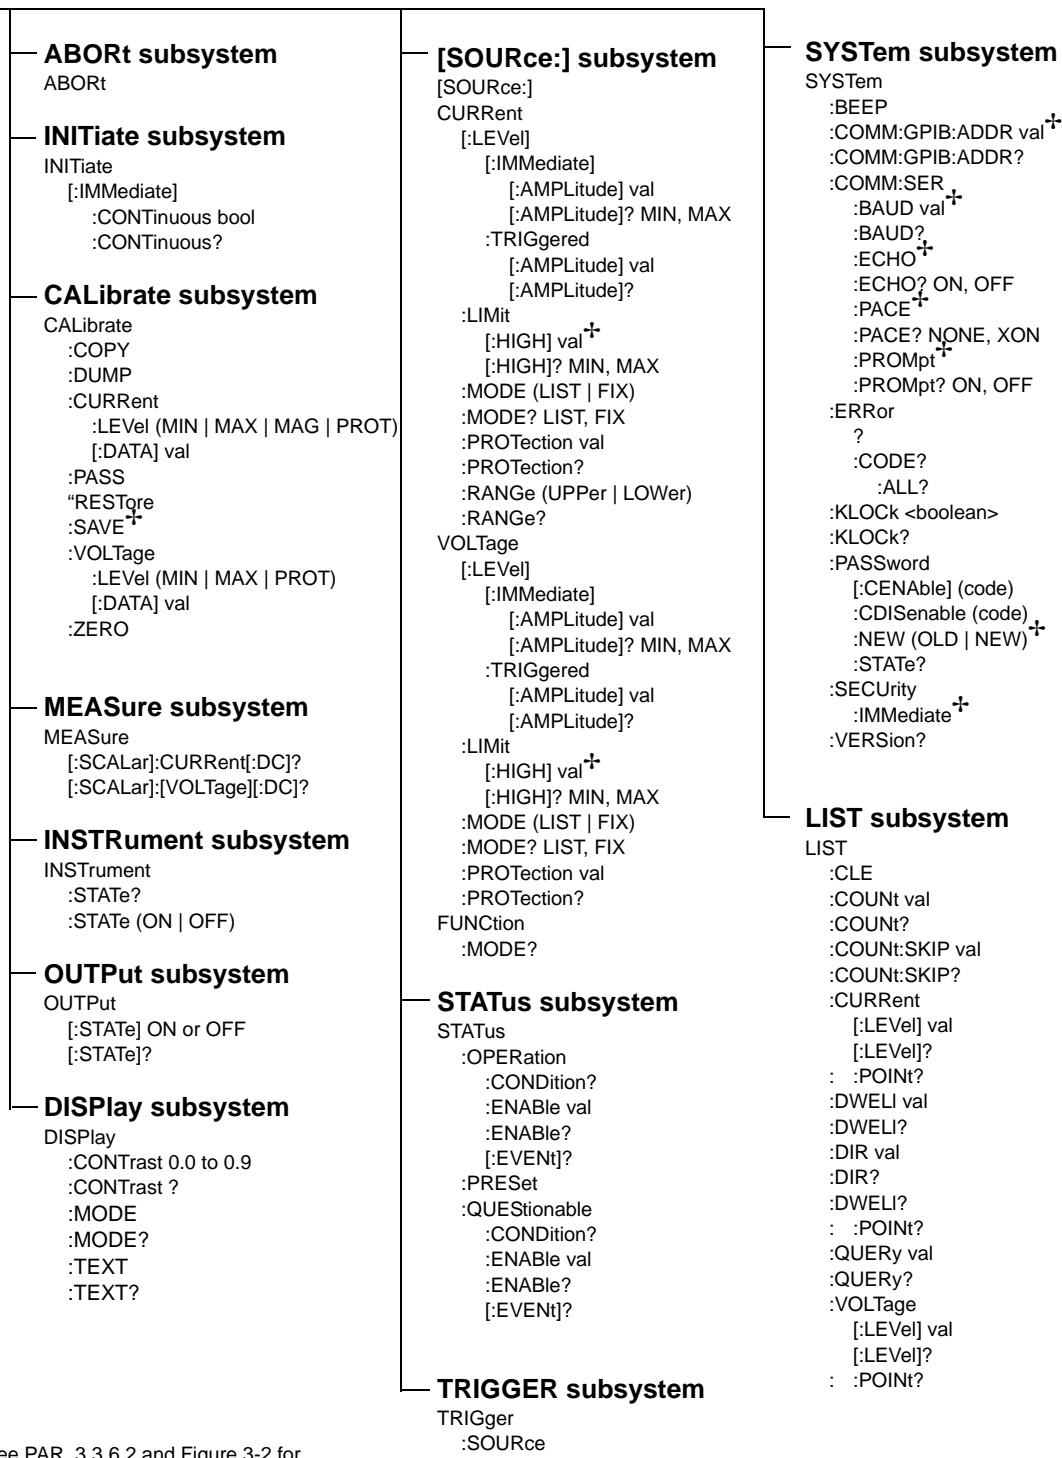 ABORt subsystem
ABORt
INITiate subsystem
INITiate
[:IMMediate]
:CONTinuous bool
:CONTinuous?
CALibrate subsystem
CALibrate
:COPY
:DUMP
:CURRent
:LEVel (MIN | MAX | MAG | PROT)
[:DATA] val
:PASS
“RESTore
:SAVE✢
:VOLTage
:LEVel (MIN | MAX | PROT)
[:DATA] val
:ZERO
MEASure subsystem
MEASure
[:SCALar]:CURRent[:DC]?
[:SCALar]:[VOLTage][:DC]?
INSTRument subsystem
INSTrument
:STATe?
:STATe (ON | OFF)
OUTPut subsystem
OUTPut
[:STATe] ON or OFF
[:STATe]?
DISPlay subsystem
DISPlay
:CONTrast 0.0 to 0.9
:CONTrast ?
:MODE
:MODE?
:TEXT
:TEXT?
[SOURce:] subsystem
[SOURce:]
CURRent
[:LEVel]
[:IMMediate]
[:AMPLitude] val
[:AMPLitude]? MIN, MAX
:TRIGgered
[:AMPLitude] val
[:AMPLitude]?
:LIMit
[:HIGH] val✢
[:HIGH]? MIN, MAX
:MODE (LIST | FIX)
:MODE? LIST, FIX
:PROTection val
:PROTection?
:RANGe (UPPer | LOWer)
:RANGe?
VOLTage
[:LEVel]
[:IMMediate]
[:AMPLitude] val
[:AMPLitude]? MIN, MAX
:TRIGgered
[:AMPLitude] val
[:AMPLitude]?
:LIMit
[:HIGH] val✢
[:HIGH]? MIN, MAX
:MODE (LIST | FIX)
:MODE? LIST, FIX
:PROTection val
:PROTection?
FUNCtion
:MODE?
STATus subsystem
STATus
:OPERation
:CONDition?
:ENABle val
:ENABle?
[:EVENt]?
:PRESet
:QUEStionable
:CONDition?
:ENABle val
:ENABle?
[:EVENt]?
TRIGGER subsystem
TRIGger
:SOURce
SYSTem subsystem
SYSTem
:BEEP
:COMM:GPIB:ADDR val✢
:COMM:GPIB:ADDR?
:COMM:SER
:BAUD val✢
:BAUD?
:ECHO✢
:ECHO? ON, OFF
:PACE✢
:PACE? NONE, XON
:PROMpt✢
:PROMpt? ON, OFF
:ERRor
?
:CODE?
:ALL?
:KLOCk <boolean>
:KLOCk?
:PASSword
[:CENAble] (code)
:CDISenable (code)
:NEW (OLD | NEW)✢
:STATe?
:SECUrity
:IMMediate✢
:VERSion?
LIST subsystem
LIST
:CLE
:COUNt val
:COUNt?
:COUNt:SKIP val
:COUNt:SKIP?
:CURRent
[:LEVel] val
[:LEVel]?
: :POINt?
:DWELl val
:DWELl?
:DIR val
:DIR?
:DWELl?
: :POINt?
:QUERy val
:QUERy?
:VOLTage
[:LEVel] val
[:LEVel]?
: :POINt?
PAR. 3.3.6.2 and Figure 3-2 for